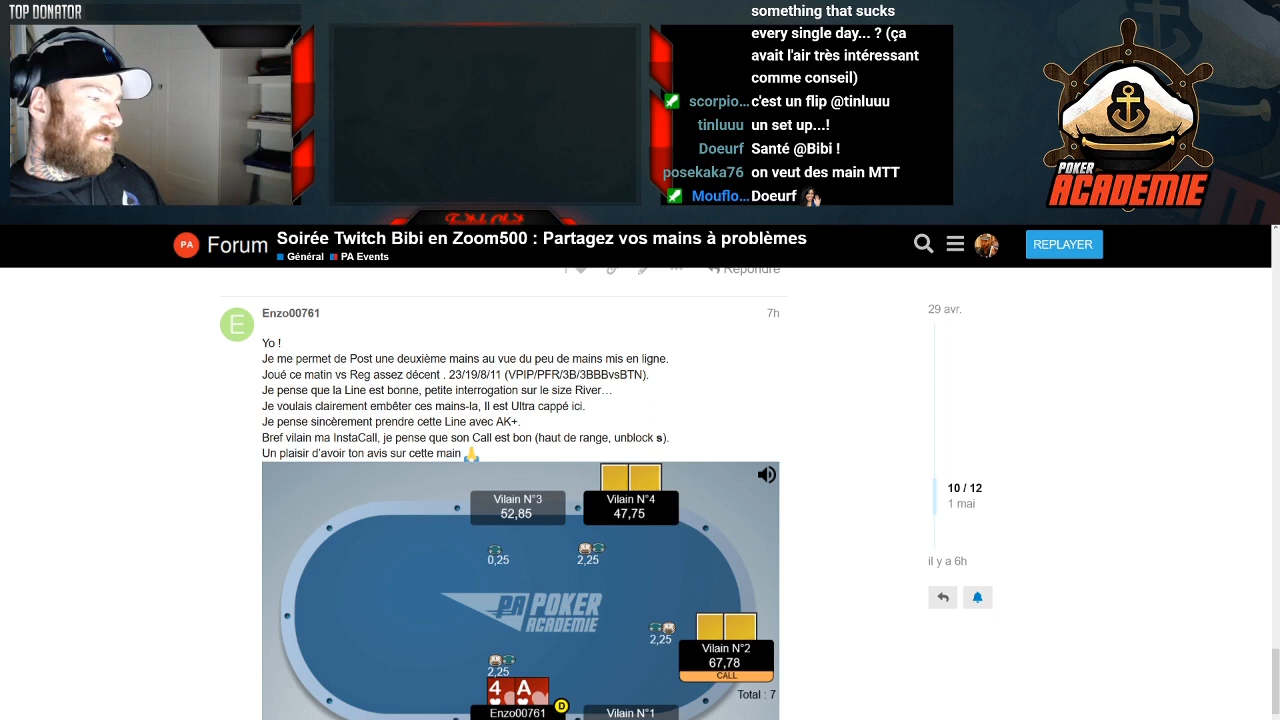 TOP DONATOR
something that sucks
every single day... ? (ça
avait l'air très intéressant
comme conseil)
scorpio... c'est un flip @tinluuu
tinluuu un set up...!
Doeurf Santé @Bibi !
posekaka76 on veut des main MTT
Mouflo... Doeurf
POKER
ACADEMIE
PA Forum
Soirée Twitch Bibi en Zoom500 : Partagez vos mains à problèmes
Général PA Events
REPLAYER
1 Répondre
E Enzo00761 7h
Yo !
Je me permet de Post une deuxième mains au vue du peu de mains mis en ligne.
Joué ce matin vs Reg assez décent . 23/19/8/11 (VPIP/PFR/3B/3BBBvsBTN).
Je pense que la Line est bonne, petite interrogation sur le size River…
Je voulais clairement embêter ces mains-la, Il est Ultra cappé ici.
Je pense sincèrement prendre cette Line avec AK+.
Bref vilain ma InstaCall, je pense que son Call est bon (haut de range, unblock s).
Un plaisir d'avoir ton avis sur cette main
29 avr.
10 / 12
1 mai
il y a 6h
Vilain N°3
52,85
Vilain N°4
47,75
0,25
2,25
PA POKER
ACADEMIE
2,25
Vilain N°2
67,78
CALL
2,25
Total : 7
4 A
D
Enzo00761
Vilain N°1